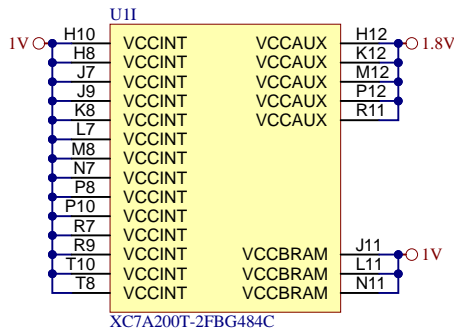 U1I
1V H10 VCCINT VCCAUX H12 1.8V
H8 VCCINT VCCAUX K12
J7 VCCINT VCCAUX M12
J9 VCCINT VCCAUX P12
K8 VCCINT VCCAUX R11
L7 VCCINT
M8 VCCINT
N7 VCCINT
P8 VCCINT
P10 VCCINT
R7 VCCINT
R9 VCCINT VCCBRAM J11 1V
T10 VCCINT VCCBRAM L11
T8 VCCINT VCCBRAM N11
XC7A200T-2FBG484C